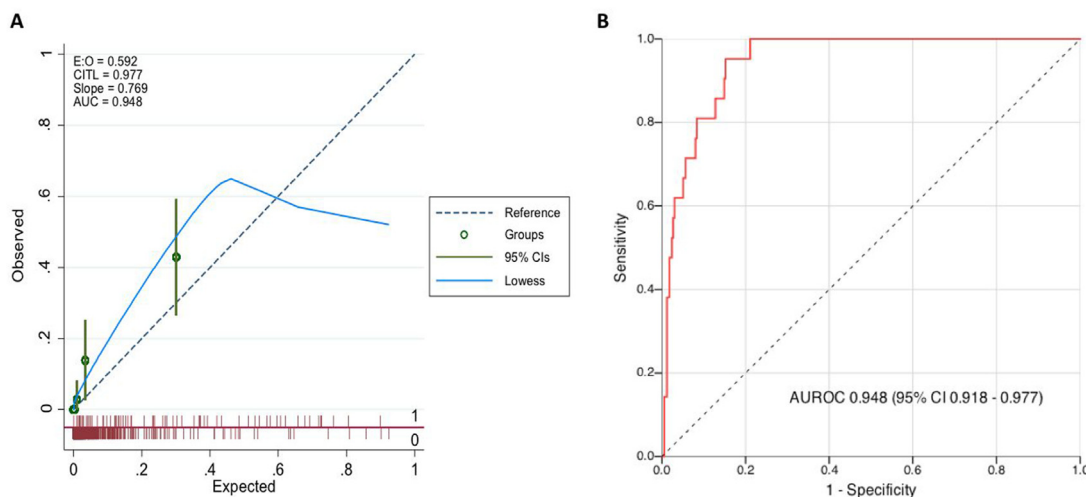 A
E:O = 0.592
CITL = 0.977
Slope = 0.769
AUC = 0.948
1
.8
.6
.4
.2
0
Observed
0
.2
.4
.6
.8
1
Expected
1
0
Reference
Groups
95% CIs
Lowess
B
1.0
0.8
0.6
0.4
0.2
0.0
Sensitivity
AUROC 0.948 (95% CI 0.918 - 0.977)
0.0
0.2
0.4
0.6
0.8
1.0
1 - Specificity